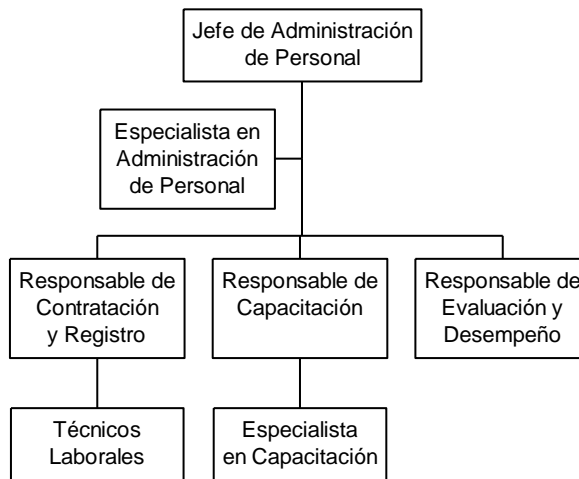 Jefe de Administración
de Personal
Especialista en
Administración
de Personal
Responsable de
Contratación
y Registro
Responsable de
Capacitación
Responsable de
Evaluación y
Desempeño
Técnicos
Laborales
Especialista
en Capacitación